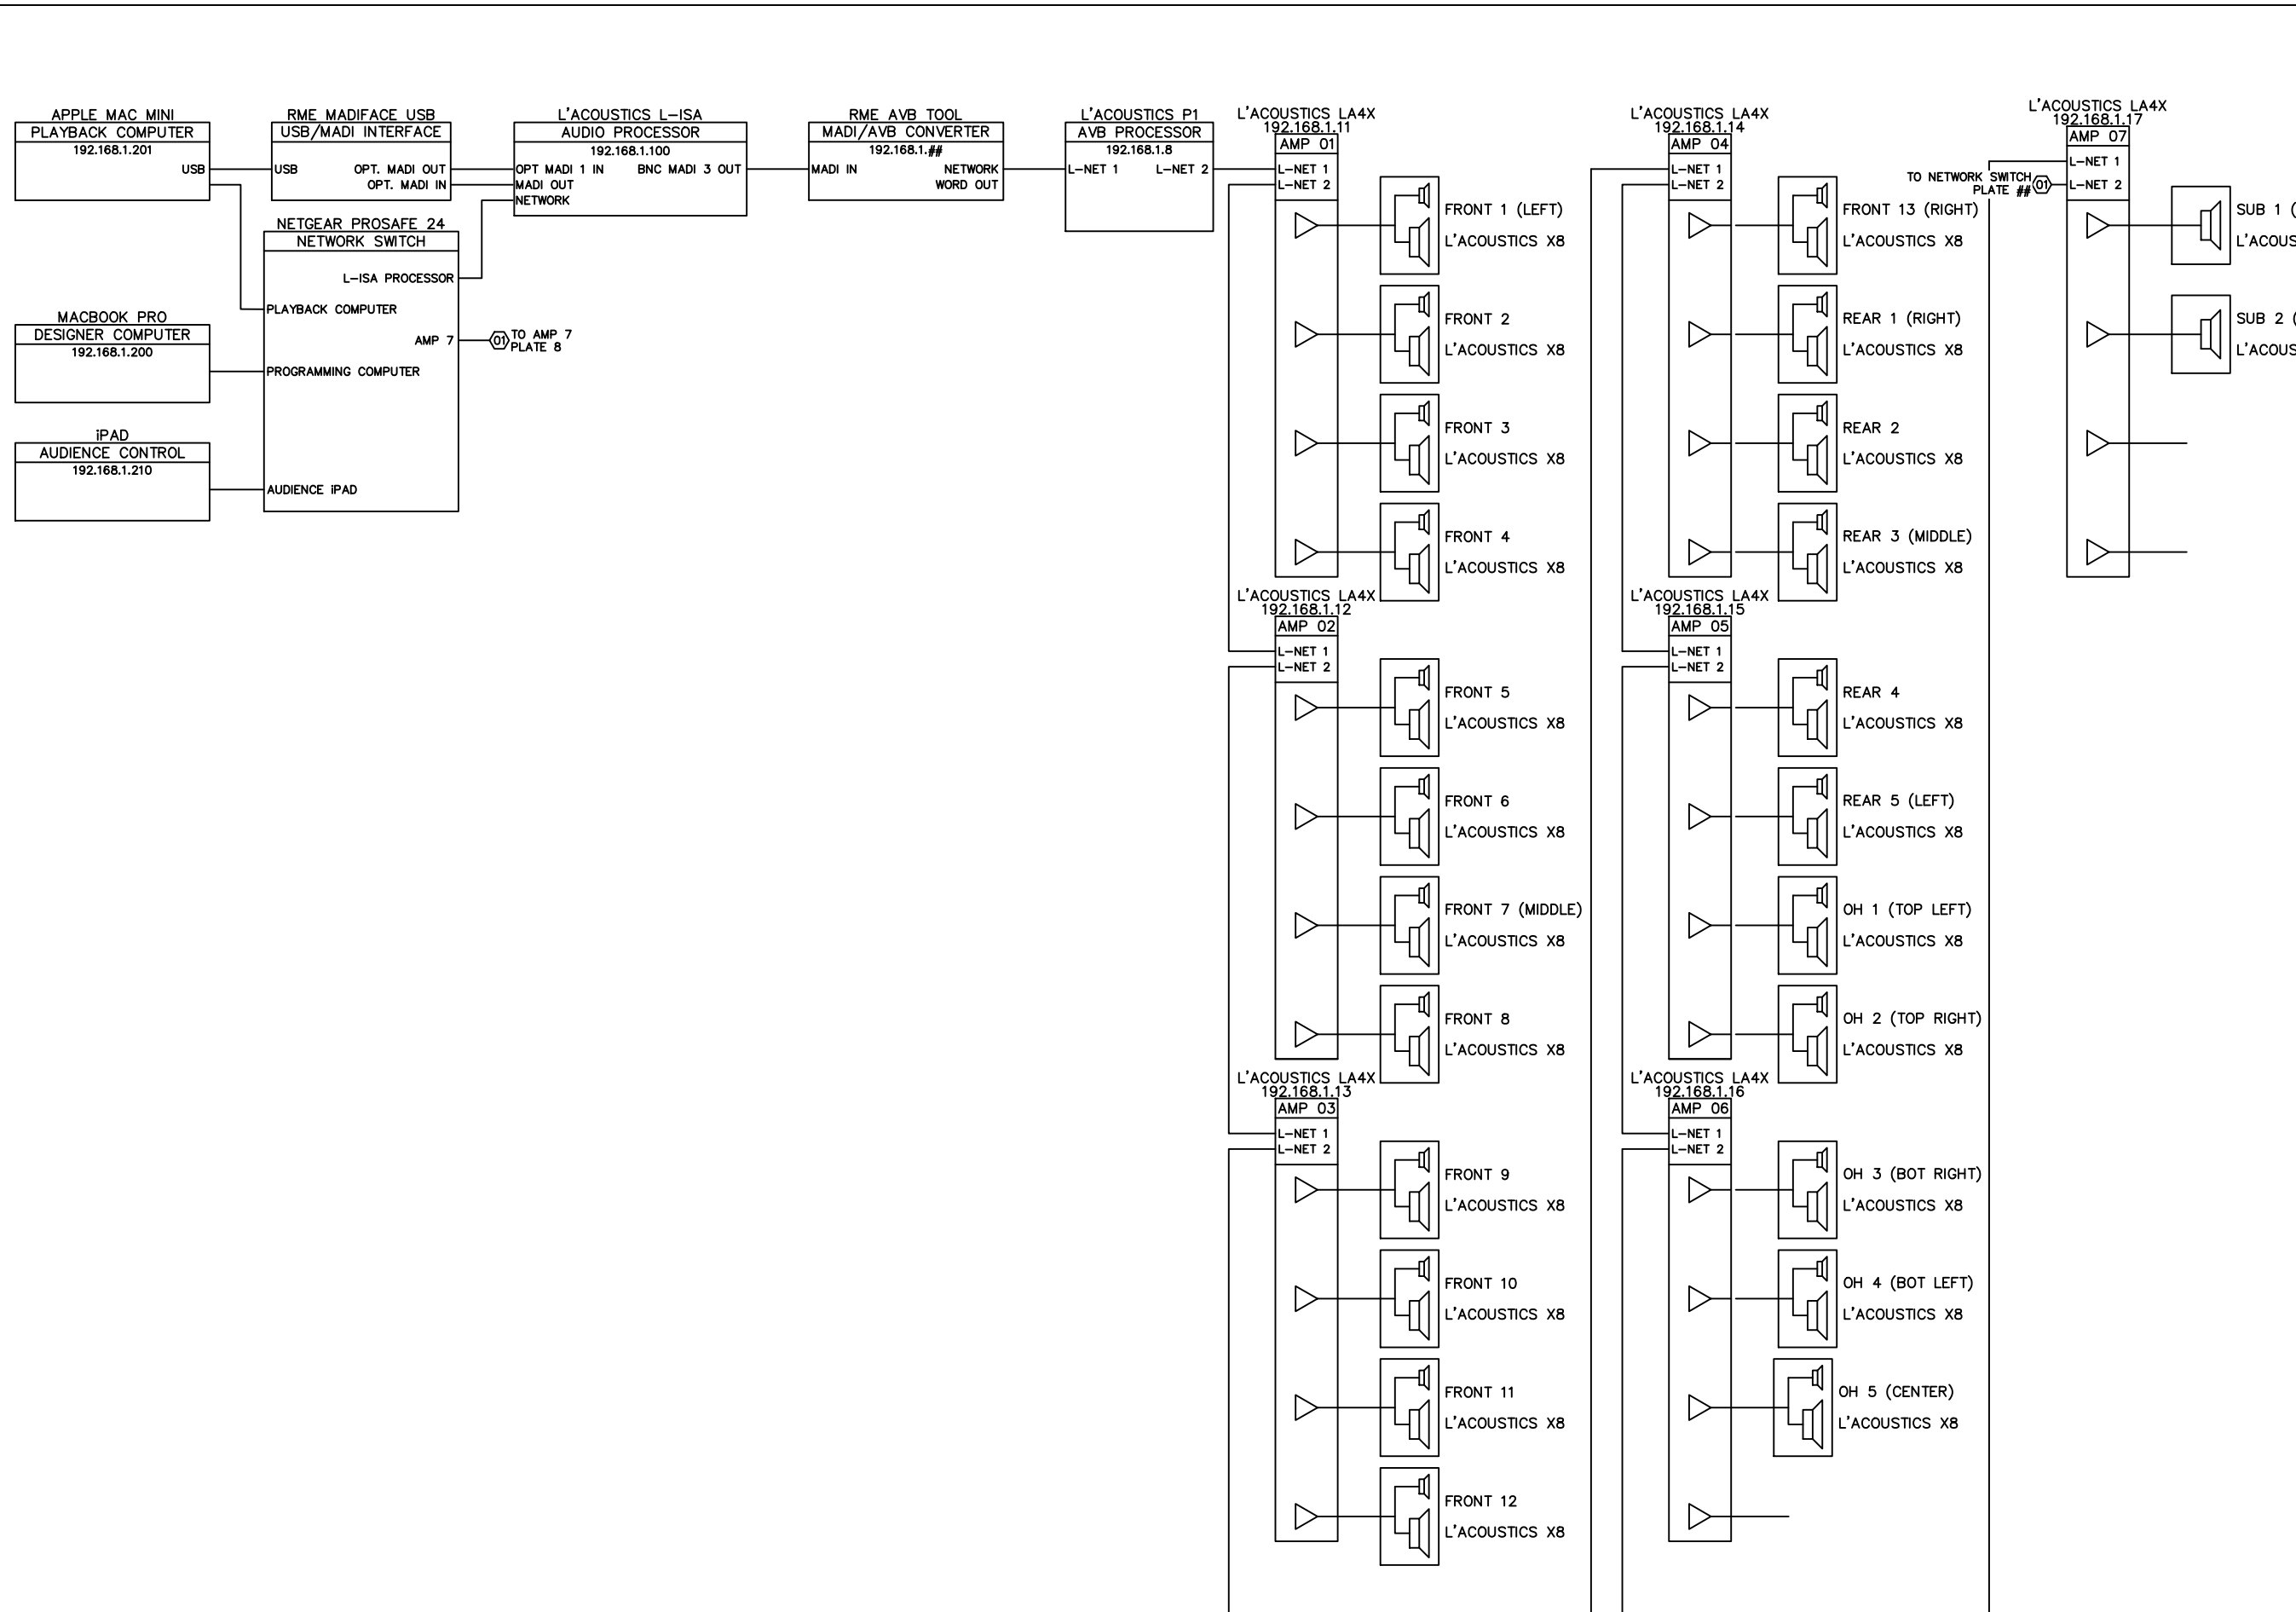 APPLE MAC MINI
PLAYBACK COMPUTER
192.168.1.201
USB
RME MADIFACE USB
USB/MADI INTERFACE
USB
OPT. MADI OUT
OPT. MADI IN
L'ACOUSTICS L-ISA
AUDIO PROCESSOR
192.168.1.100
OPT MADI 1 IN
BNC MADI 3 OUT
MADI OUT
NETWORK
RME AVB TOOL
MADI/AVB CONVERTER
192.168.1.##
MADI IN
NETWORK
WORD OUT
L'ACOUSTICS P1
AVB PROCESSOR
192.168.1.8
L-NET 1
L-NET 2
NETGEAR PROSAFE 24
NETWORK SWITCH
L-ISA PROCESSOR
PLAYBACK COMPUTER
AMP 7
01
TO AMP 7
PLATE 8
PROGRAMMING COMPUTER
AUDIENCE iPAD
MACBOOK PRO
DESIGNER COMPUTER
192.168.1.200
iPAD
AUDIENCE CONTROL
192.168.1.210
L'ACOUSTICS LA4X
192.168.1.11
AMP 01
L-NET 1
L-NET 2
FRONT 1 (LEFT)
L'ACOUSTICS X8
FRONT 2
L'ACOUSTICS X8
FRONT 3
L'ACOUSTICS X8
FRONT 4
L'ACOUSTICS X8
L'ACOUSTICS LA4X
192.168.1.12
AMP 02
L-NET 1
L-NET 2
FRONT 5
L'ACOUSTICS X8
FRONT 6
L'ACOUSTICS X8
FRONT 7 (MIDDLE)
L'ACOUSTICS X8
FRONT 8
L'ACOUSTICS X8
L'ACOUSTICS LA4X
192.168.1.13
AMP 03
L-NET 1
L-NET 2
FRONT 9
L'ACOUSTICS X8
FRONT 10
L'ACOUSTICS X8
FRONT 11
L'ACOUSTICS X8
FRONT 12
L'ACOUSTICS X8
L'ACOUSTICS LA4X
192.168.1.14
AMP 04
L-NET 1
L-NET 2
FRONT 13 (RIGHT)
L'ACOUSTICS X8
REAR 1 (RIGHT)
L'ACOUSTICS X8
REAR 2
L'ACOUSTICS X8
REAR 3 (MIDDLE)
L'ACOUSTICS X8
L'ACOUSTICS LA4X
192.168.1.15
AMP 05
L-NET 1
L-NET 2
REAR 4
L'ACOUSTICS X8
REAR 5 (LEFT)
L'ACOUSTICS X8
OH 1 (TOP LEFT)
L'ACOUSTICS X8
OH 2 (TOP RIGHT)
L'ACOUSTICS X8
L'ACOUSTICS LA4X
192.168.1.16
AMP 06
L-NET 1
L-NET 2
OH 3 (BOT RIGHT)
L'ACOUSTICS X8
OH 4 (BOT LEFT)
L'ACOUSTICS X8
OH 5 (CENTER)
L'ACOUSTICS X8
L'ACOUSTICS LA4X
192.168.1.17
AMP 07
L-NET 1
L-NET 2
TO NETWORK SWITCH
PLATE ##
01
SUB 1 (
L'ACOUS
SUB 2 (
L'ACOUS